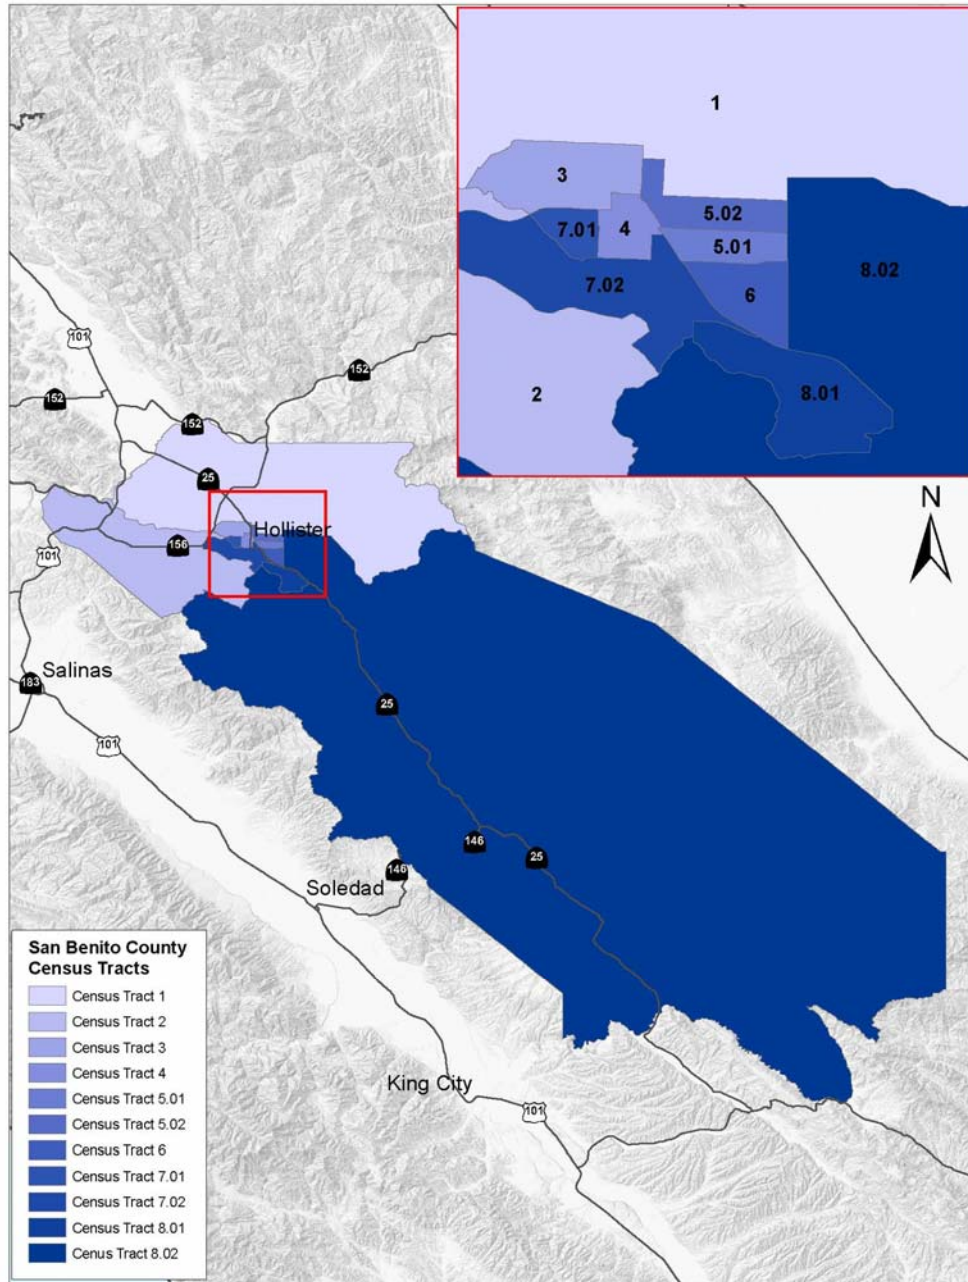 1
3
5.02
7.01
4
5.01
8.02
7.02
6
2
8.01
101
152
152
152
25
N
Hollister
156
101
Salinas
183
25
101
146
25
146
Soledad
San Benito County
Census Tracts
Census Tract 1
Census Tract 2
Census Tract 3
Census Tract 4
Census Tract 5.01
Census Tract 5.02
Census Tract 6
Census Tract 7.01
Census Tract 7.02
Census Tract 8.01
Cenus Tract 8.02
King City
101